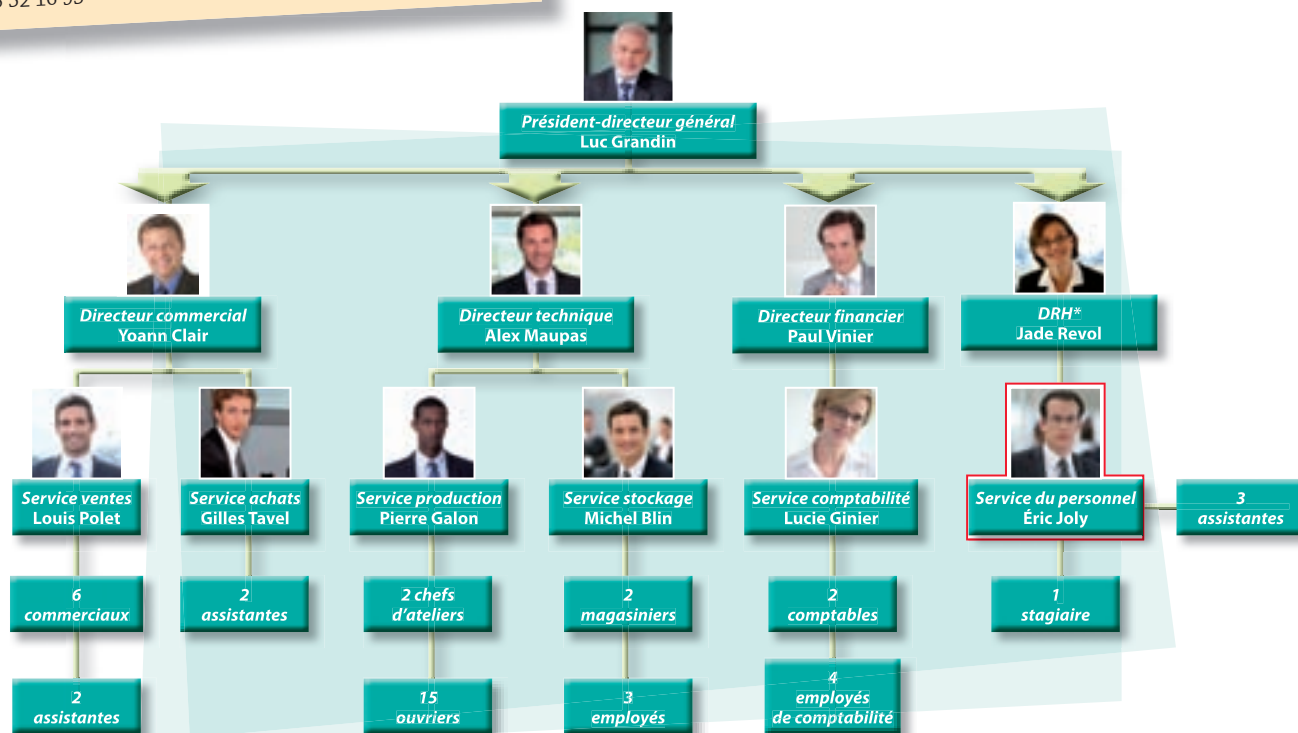 Président-directeur général
Luc Grandin
Directeur commercial
Yoann Clair
Directeur technique
Alex Maupas
Directeur financier
Paul Vinier
DRH*
Jade Revol
Service ventes
Louis Polet
Service achats
Gilles Tavel
Service production
Pierre Galon
Service stockage
Michel Blin
Service comptabilité
Lucie Ginier
Service du personnel
Éric Joly
3
assistantes
6
commerciaux
2
assistantes
2 chefs
d'ateliers
2
magasiniers
2
comptables
1
stagiaire
2
assistantes
15
ouvriers
3
employés
4
employés
de comptabilité